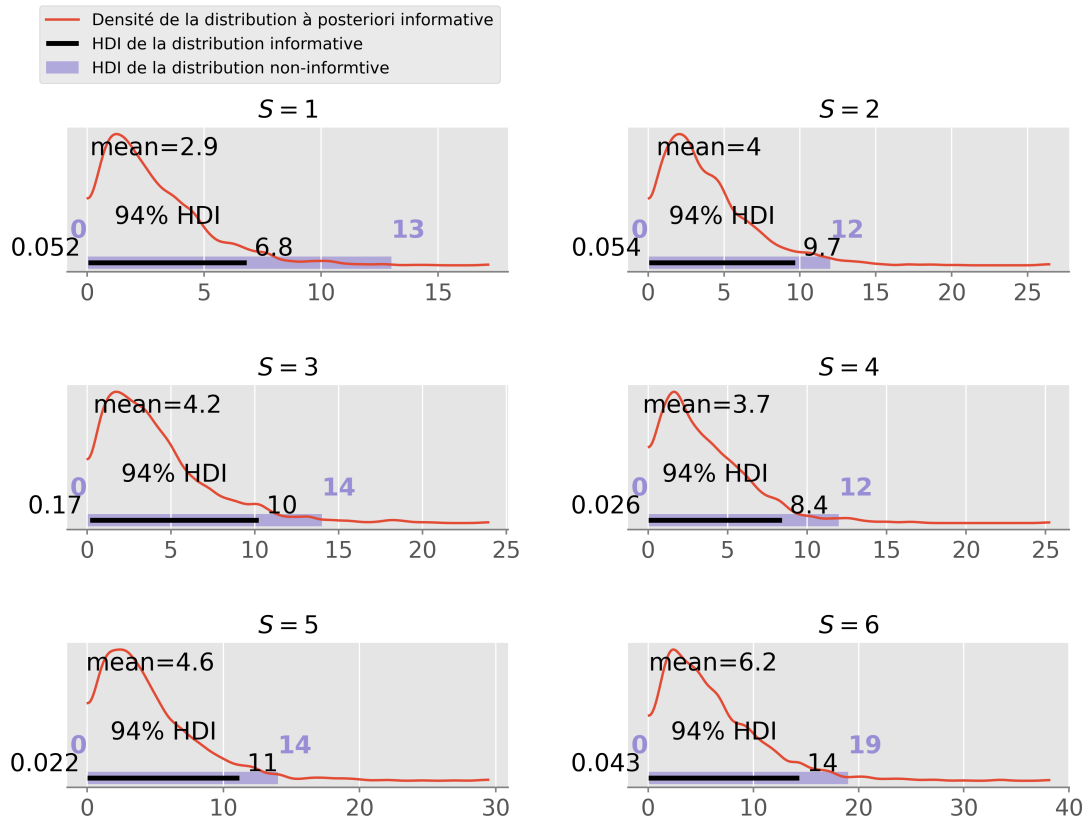 Densité de la distribution à posteriori informative
HDI de la distribution informative
HDI de la distribution non-informtive
S = 1
mean=2.9
94% HDI
0 13
0.052 6.8
0 5 10 15
S = 2
mean=4
94% HDI
0 12
0.054 9.7
0 5 10 15 20 25
S = 3
mean=4.2
94% HDI
0 14
0.17 10
0 5 10 15 20 25
S = 4
mean=3.7
94% HDI
0 12
0.026 8.4
0 5 10 15 20 25
S = 5
mean=4.6
94% HDI
0 14
0.022 11
0 10 20 30
S = 6
mean=6.2
94% HDI
0 19
0.043 14
0 10 20 30 40